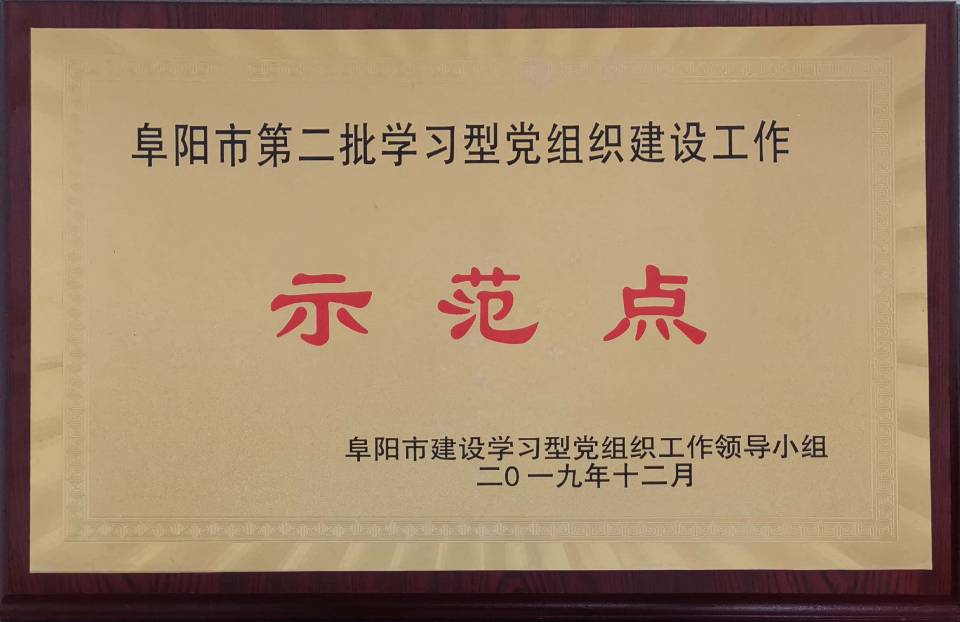 阜阳市第二批学习型党组织建设工作
示范点
阜阳市建设学习型党组织工作领导小组
二0一九年十二月